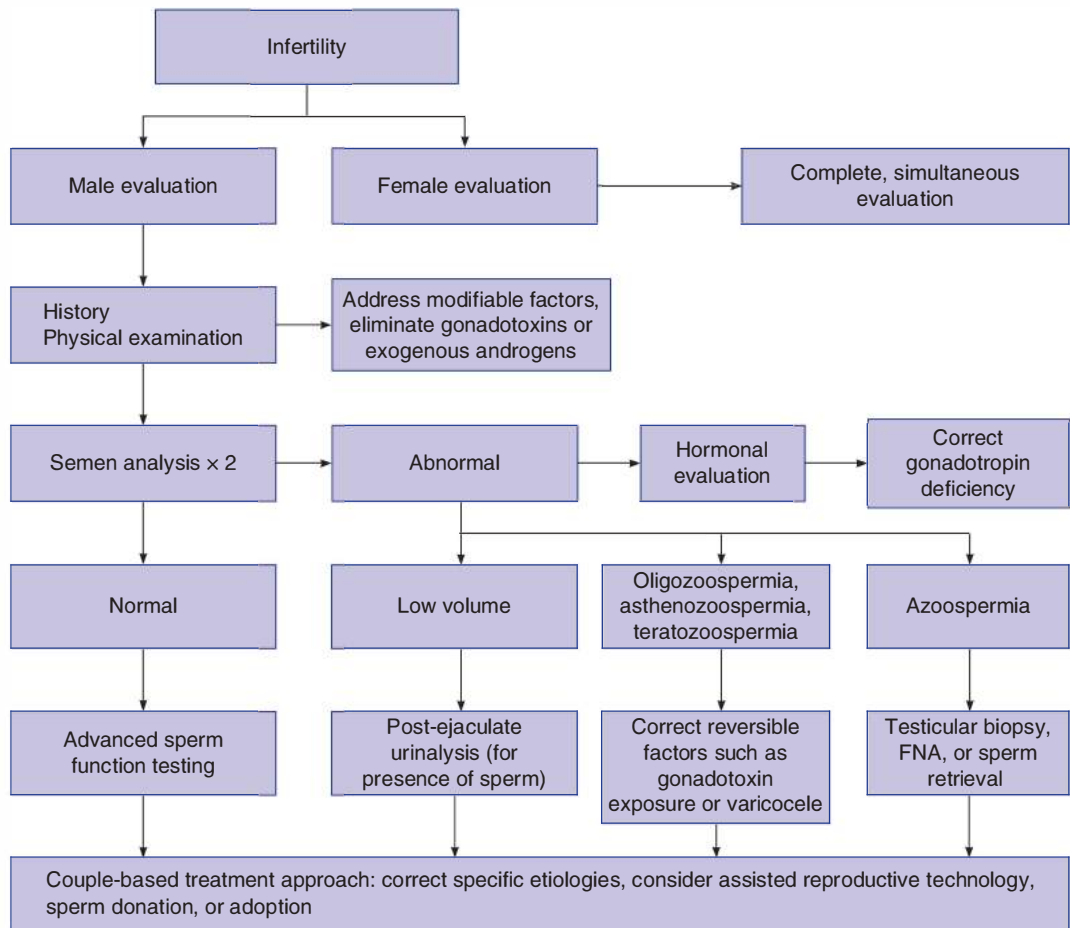 Infertility
Male evaluation
Female evaluation
Complete, simultaneous
evaluation
History
Physical examination
Address modifiable factors,
eliminate gonadotoxins or
exogenous androgens
Semen analysis × 2
Abnormal
Hormonal
evaluation
Correct
gonadotropin
deficiency
Normal
Low volume
Oligozoospermia,
asthenozoospermia,
teratozoospermia
Azoospermia
Advanced sperm
function testing
Post-ejaculate
urinalysis (for
presence of sperm)
Correct reversible
factors such as
gonadotoxin
exposure or varicocele
Testicular biopsy,
FNA, or sperm
retrieval
Couple-based treatment approach: correct specific etiologies, consider assisted reproductive technology,
sperm donation, or adoption